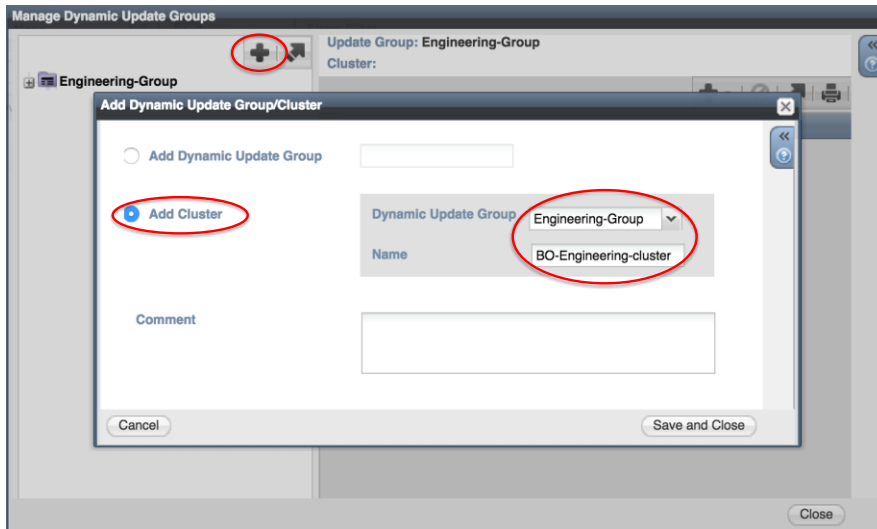 Manage Dynamic Update Groups
Update Group: Engineering-Group
Cluster:
Engineering-Group
Add Dynamic Update Group/Cluster
Add Dynamic Update Group
Add Cluster
Dynamic Update Group
Engineering-Group
Name
BO-Engineering-cluster
Comment
Cancel
Save and Close
Close